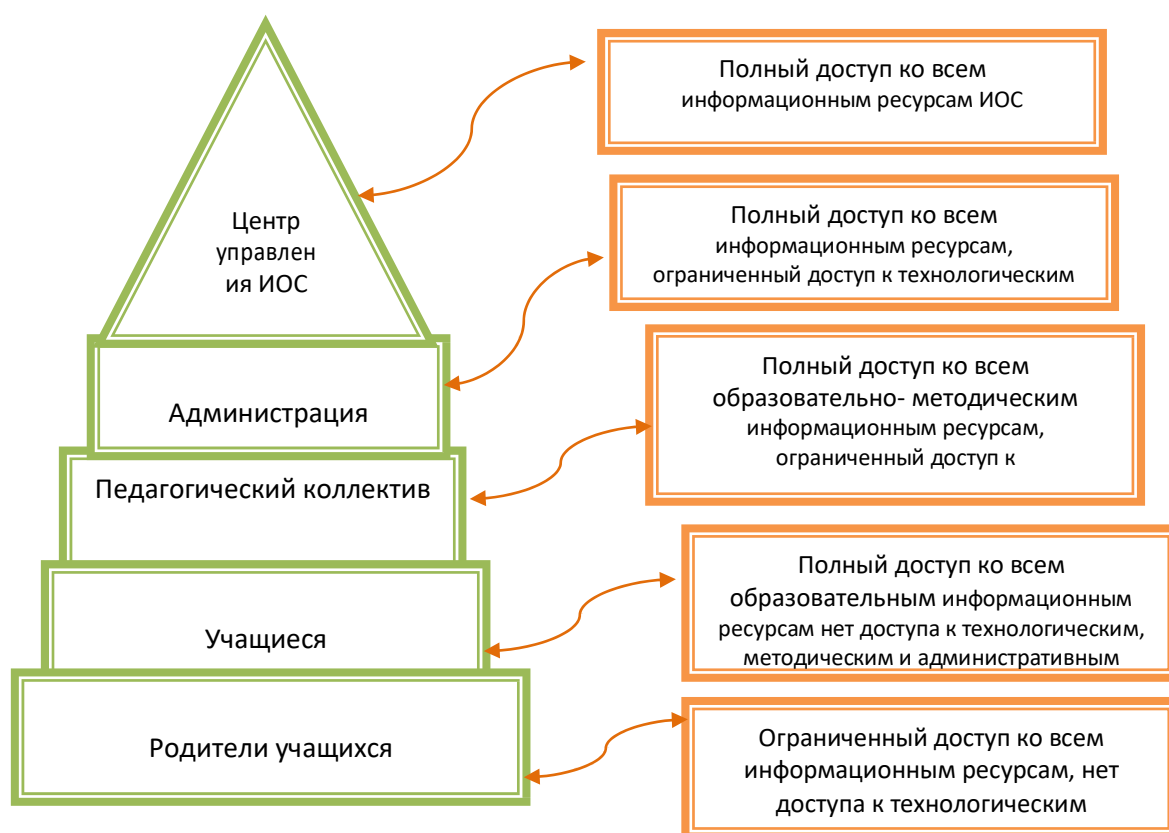 Полный доступ ко всем
информационным ресурсам ИОС
Центр
управлен
ия ИОС
Полный доступ ко всем
информационным ресурсам,
ограниченный доступ к технологическим
Администрация
Полный доступ ко всем
образовательно- методическим
информационным ресурсам,
ограниченный доступ к
Педагогический коллектив
Полный доступ ко всем
образовательным информационным
ресурсам нет доступа к технологическим,
методическим и административным
Учащиеся
Ограниченный доступ ко всем
информационным ресурсам, нет
доступа к технологическим
Родители учащихся